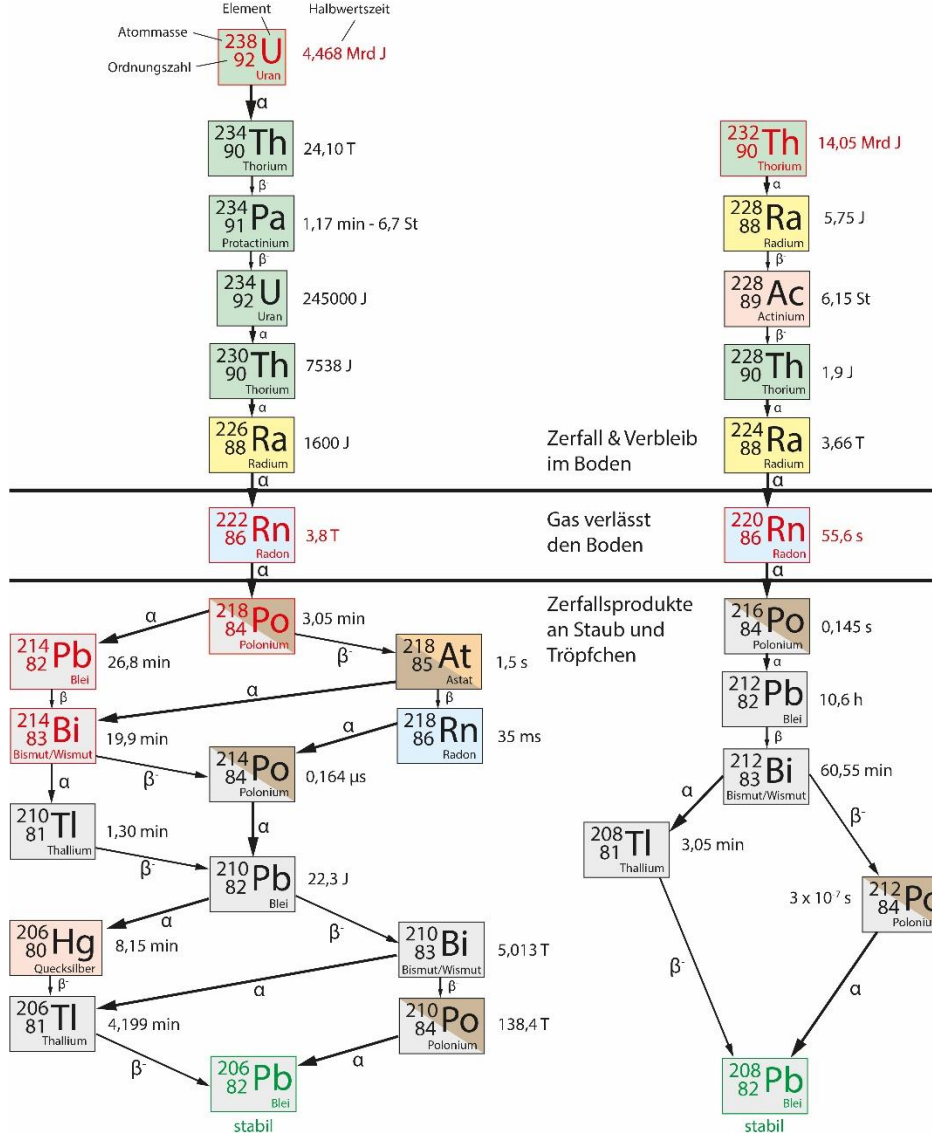 Element
Halbwertszeit
Atommasse
238
92 U
Uran
4,468 Mrd J
Ordnungszahl
α
234
90 Th
Thorium
24,10 T
β-
234
91 Pa
Protactinium
1,17 min - 6,7 St
β-
234
92 U
Uran
245000 J
α
230
90 Th
Thorium
7538 J
α
226
88 Ra
Radium
1600 J
α
232
90 Th
Thorium
14,05 Mrd J
α
228
88 Ra
Radium
5,75 J
β-
228
89 Ac
Actinium
6,15 St
β-
228
90 Th
Thorium
1,9 J
α
224
88 Ra
Radium
3,66 T
α
Zerfall & Verbleib
im Boden
222
86 Rn
Radon
3,8 T
α
Gas verlässt
den Boden
220
86 Rn
Radon
55,6 s
α
218
84 Po
Polonium
3,05 min
Zerfallsprodukte
an Staub und
Tröpfchen
α
β-
214
82 Pb
Blei
26,8 min
β
218
85 At
Astat
1,5 s
α
β
214
83 Bi
Bismut/Wismut
19,9 min
218
86 Rn
Radon
35 ms
α
β-
α
214
84 Po
Polonium
0,164 µs
α
210
81 Tl
Thallium
1,30 min
β-
210
82 Pb
Blei
22,3 J
α
β-
206
80 Hg
Quecksilber
8,15 min
β-
210
83 Bi
Bismut/Wismut
5,013 T
α
β-
206
81 Tl
Thallium
4,199 min
210
84 Po
Polonium
138,4 T
β-
α
206
82 Pb
Blei
stabil
216
84 Po
Polonium
0,145 s
α
212
82 Pb
Blei
10,6 h
β
212
83 Bi
Bismut/Wismut
60,55 min
α
β-
208
81 Tl
Thallium
3,05 min
3 x 10-7 s
212
84 Po
Polonium
β-
α
208
82 Pb
Blei
stabil